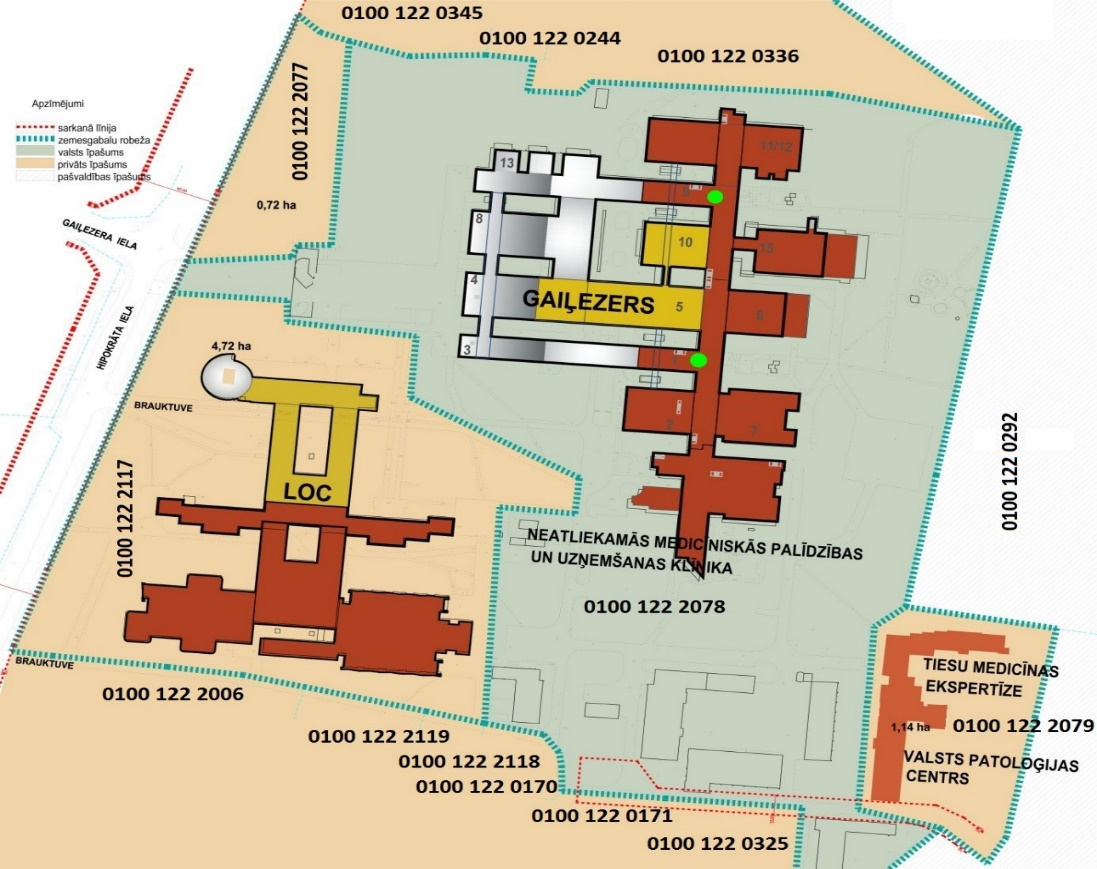 0100 122 0345
0100 122 0244
0100 122 0336
0100 122 2077
Apzīmējumi
sarkanā līnija
zemesgabalu robeža
valsts īpašums
privāts īpašums
pašvaldības īpašums
GAIĻEZERA IELA
0,72 ha
HIPOKRĀTA IELA
11/12
13
8
10
15
4
GAIĻEZERS
5
6
3
4,72 ha
BRAUKTUVE
2
7
0100 122 2117
LOC
0100 122 0292
NEATLIEKAMĀS MEDICĪNISKĀS PALĪDZĪBAS
UN UZŅEMŠANAS KLĪNIKA
0100 122 2078
BRAUKTUVE
0100 122 2006
TIESU MEDICĪNAS
EKSPERTĪZE
1,14 ha
0100 122 2079
VALSTS PATOLOĢIJAS
CENTRS
0100 122 2119
0100 122 2118
0100 122 0170
0100 122 0171
0100 122 0325